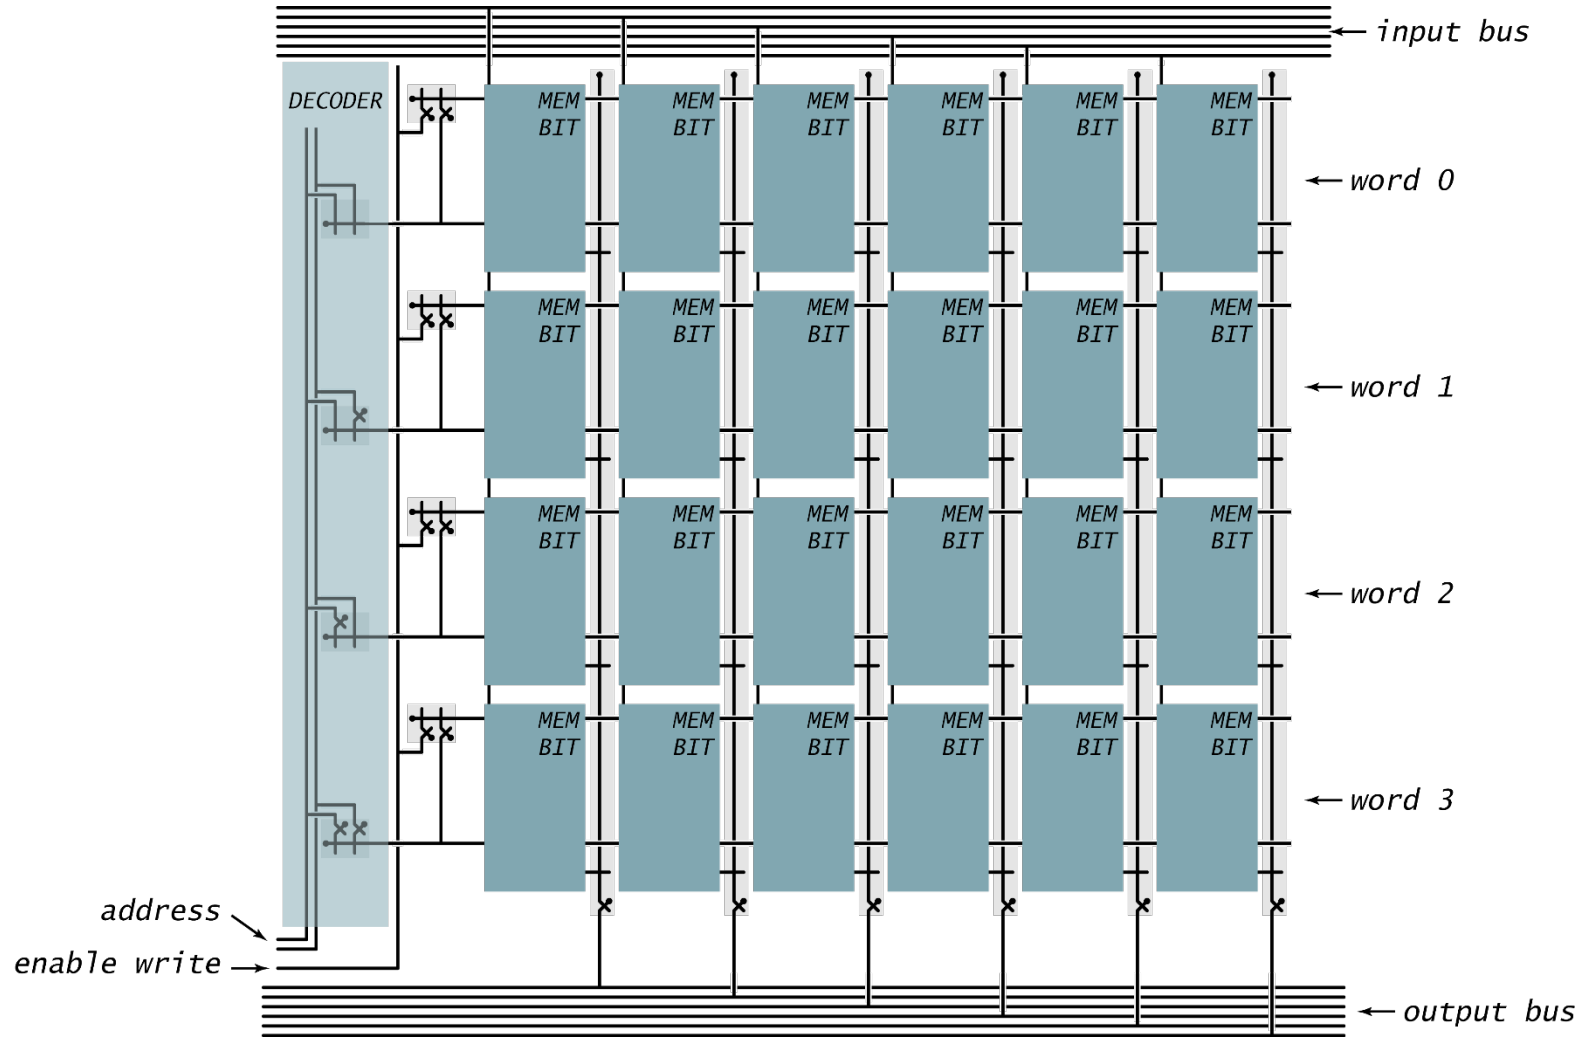 input bus
DECODER
MEM MEM MEM MEM MEM MEM
BIT BIT BIT BIT BIT BIT
word 0
MEM MEM MEM MEM MEM MEM
BIT BIT BIT BIT BIT BIT
word 1
MEM MEM MEM MEM MEM MEM
BIT BIT BIT BIT BIT BIT
word 2
MEM MEM MEM MEM MEM MEM
BIT BIT BIT BIT BIT BIT
word 3
address
enable write
output bus